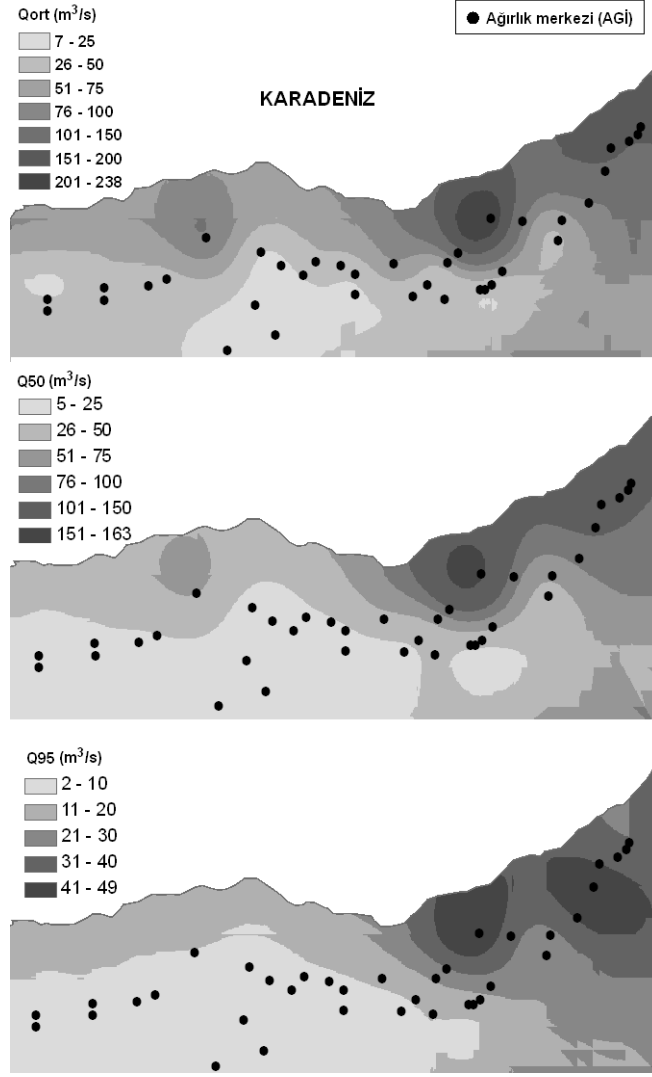 Qort (m³/s)
7 - 25
26 - 50
51 - 75
76 - 100
101 - 150
151 - 200
201 - 238
Ağırlık merkezi (AGİ)
KARADENİZ
Q50 (m³/s)
5 - 25
26 - 50
51 - 75
76 - 100
101 - 150
151 - 163
Q95 (m³/s)
2 - 10
11 - 20
21 - 30
31 - 40
41 - 49